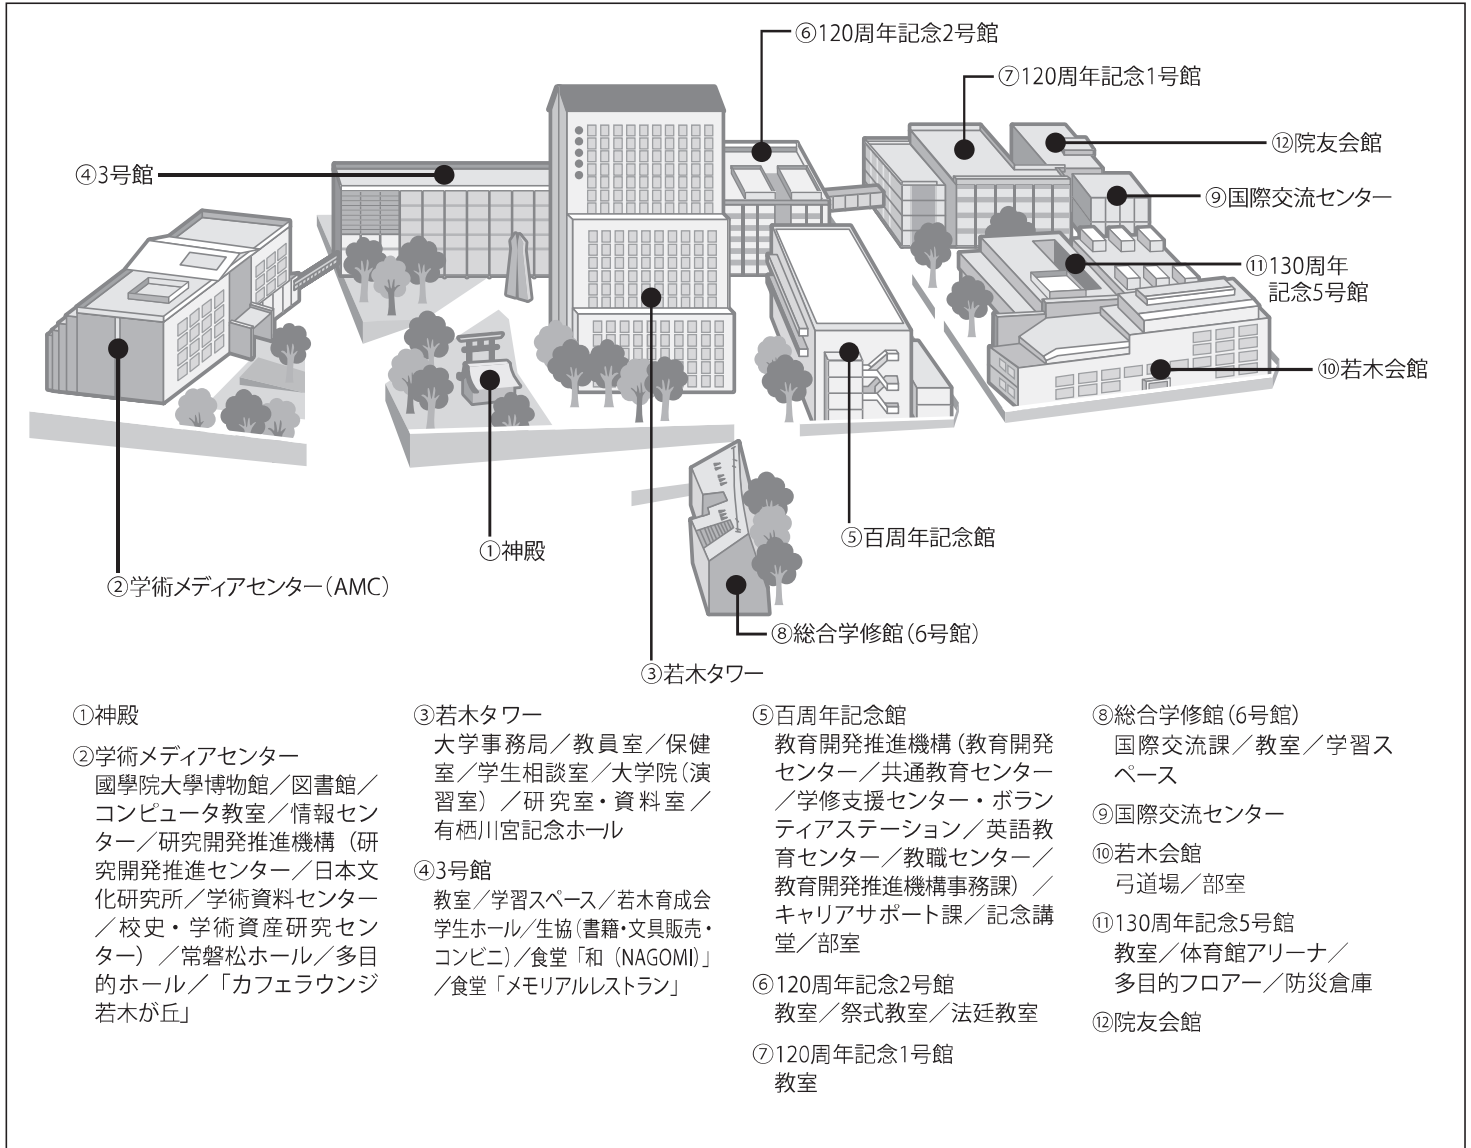 ⑥120周年記念2号館
⑦120周年記念1号館
⑫院友会館
④3号館
⑨国際交流センター
⑪130周年
記念5号館
⑩若木会館
⑤百周年記念館
①神殿
②学術メディアセンター(AMC)
⑧総合学修館(6号館)
③若木タワー
①神殿
②学術メディアセンター
國學院大學博物館/図書館/
コンピュータ教室/情報セン
ター/研究開発推進機構(研
究開発推進センター/日本文
化研究所/学術資料センター
/校史・学術資産研究セン
ター)/常磐松ホール/多目
的ホール/「カフェラウンジ
若木が丘」
③若木タワー
大学事務局/教員室/保健
室/学生相談室/大学院(演
習室)/研究室・資料室/
有栖川宮記念ホール
④3号館
教室/学習スペース/若木育成会
学生ホール/生協(書籍・文具販売・
コンビニ)/食堂「和(NAGOMI)」
/食堂「メモリアルレストラン」
⑤百周年記念館
教育開発推進機構(教育開発
センター/共通教育センター
/学修支援センター・ボラン
ティアステーション/英語教
育センター/教職センター/
教育開発推進機構事務課)/
キャリアサポート課/記念講
堂/部室
⑥120周年記念2号館
教室/祭式教室/法廷教室
⑦120周年記念1号館
教室
⑧総合学修館(6号館)
国際交流課/教室/学習ス
ペース
⑨国際交流センター
⑩若木会館
弓道場/部室
⑪130周年記念5号館
教室/体育館アリーナ/
多目的フロアー/防災倉庫
⑫院友会館